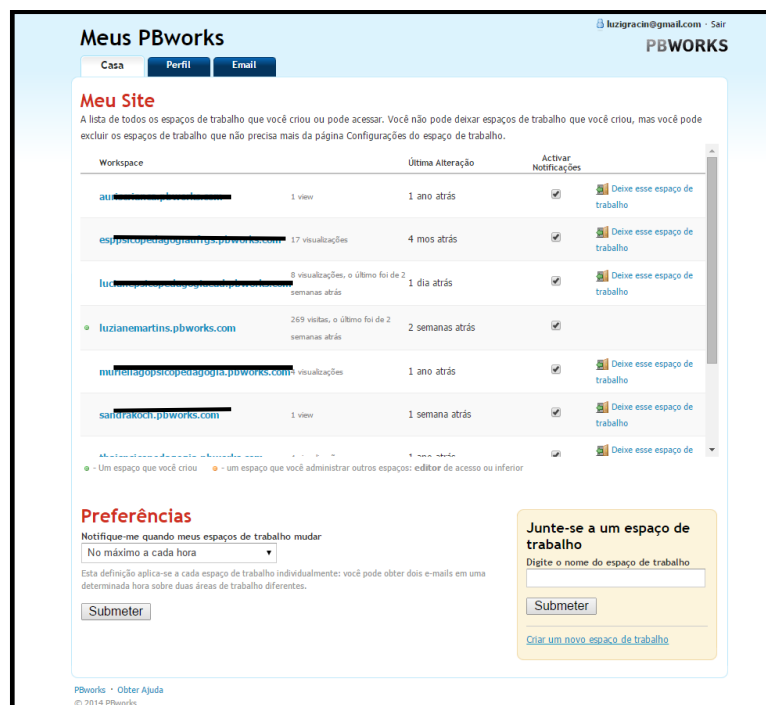 luzigracin@gmail.com · Sair
Meus PBworks
PBWORKS
Casa Perfil Email
Meu Site
A lista de todos os espaços de trabalho que você criou ou pode acessar. Você não pode deixar espaços de trabalho que você criou, mas você pode
excluir os espaços de trabalho que não precisa mais da página Configurações do espaço de trabalho.
Workspace Última Alteração Activar
Notificações
1 view 1 ano atrás Deixe esse espaço de
trabalho
17 visualizações 4 mos atrás Deixe esse espaço de
trabalho
8 visualizações, o último foi de 2
semanas atrás 1 dia atrás Deixe esse espaço de
trabalho
luzianemartins.pbworks.com 269 visitas, o último foi de 2
semanas atrás 2 semanas atrás
visualizações 1 ano atrás Deixe esse espaço de
trabalho
1 view 1 semana atrás Deixe esse espaço de
trabalho
1 ano atrás Deixe esse espaço de
- Um espaço que você criou - um espaço que você administrar outros espaços: editor de acesso ou inferior
Preferências
Notifique-me quando meus espaços de trabalho mudar
No máximo a cada hora
Esta definição aplica-se a cada espaço de trabalho individualmente: você pode obter dois e-mails em uma
determinada hora sobre duas áreas de trabalho diferentes.
Submeter
Junte-se a um espaço de
trabalho
Digite o nome do espaço de trabalho
Submeter
Criar um novo espaço de trabalho
PBworks · Obter Ajuda
© 2014 PBworks